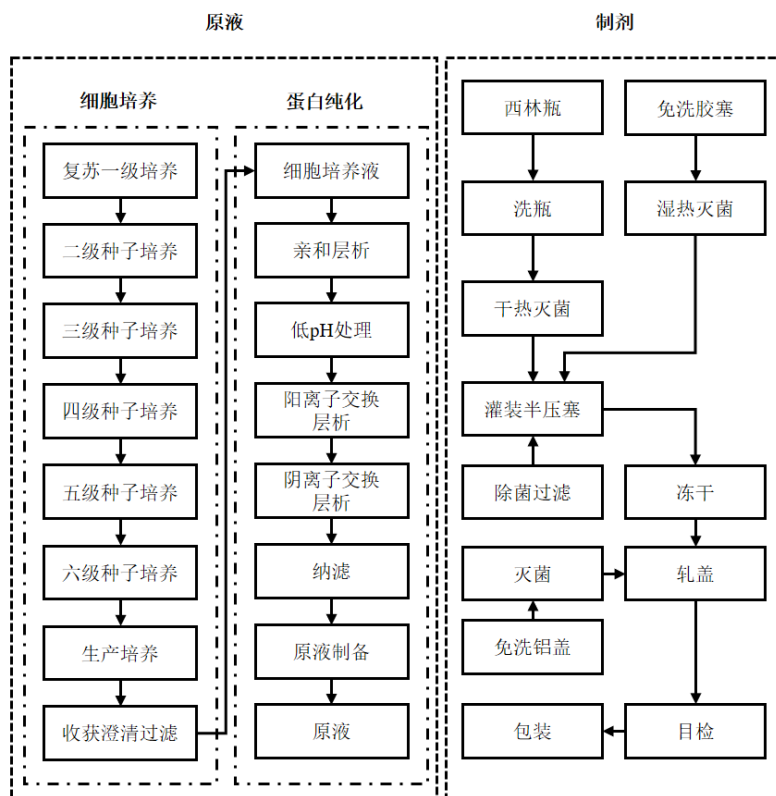 原液
细胞培养
复苏一级培养
二级种子培养
三级种子培养
四级种子培养
五级种子培养
六级种子培养
生产培养
收获澄清过滤
蛋白纯化
细胞培养液
亲和层析
低pH处理
阳离子交换
层析
阴离子交换
层析
纳滤
原液制备
原液
制剂
西林瓶
免洗胶塞
洗瓶
湿热灭菌
干热灭菌
灌装半压塞
除菌过滤
冻干
灭菌
轧盖
免洗铝盖
包装
目检